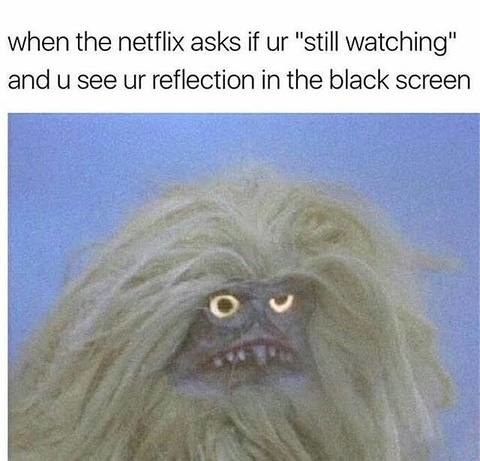 when the netflix asks if ur "still watching"
and u see ur reflection in the black screen